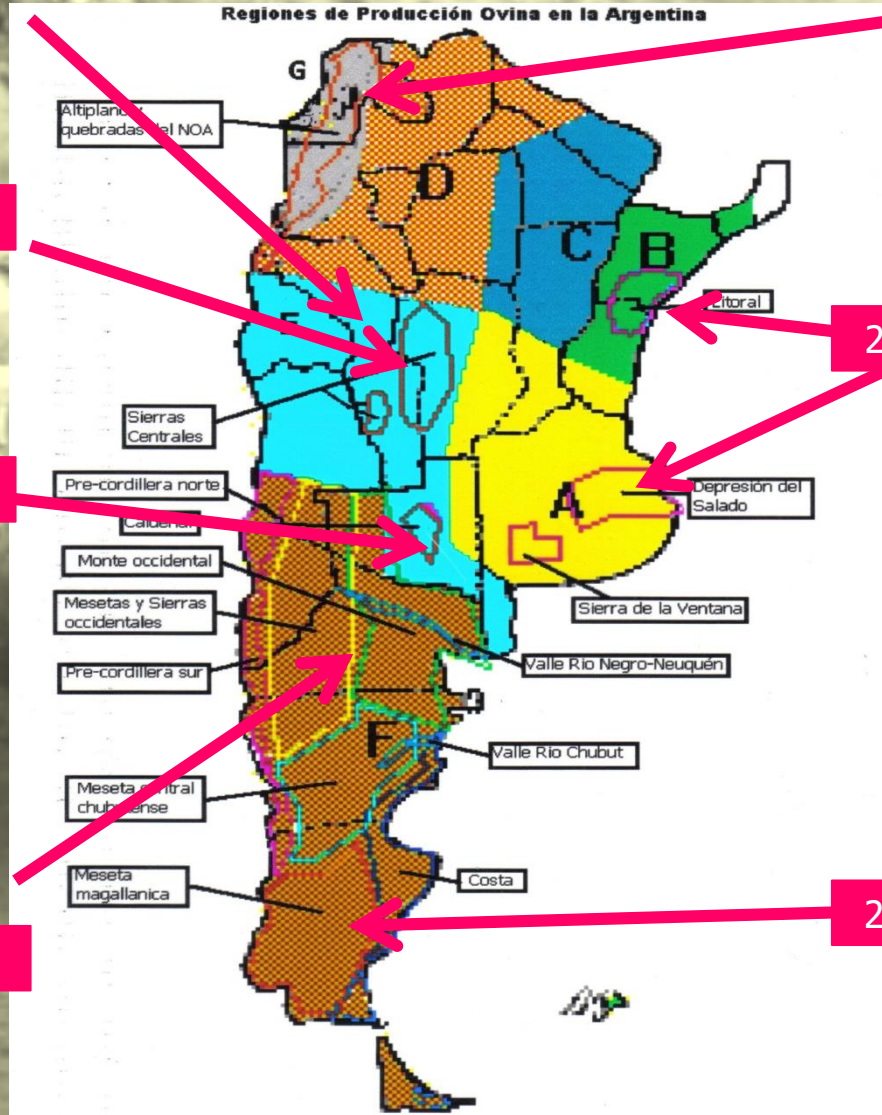 Regiones de Producción Ovina en la Argentina
G
Altiplano y
quebradas del NOA
D
C
B
Litoral
2
E
Sierras
Centrales
Pre-cordillera norte
Caldenal
A
Depresión del
Salado
Monte occidental
Mesetas y Sierras
occidentales
Sierra de la Ventana
Pre-cordillera sur
Valle Rio Negro-Neuquén
F
Valle Rio Chubut
Meseta central
chubutense
Meseta
magallanica
Costa
2